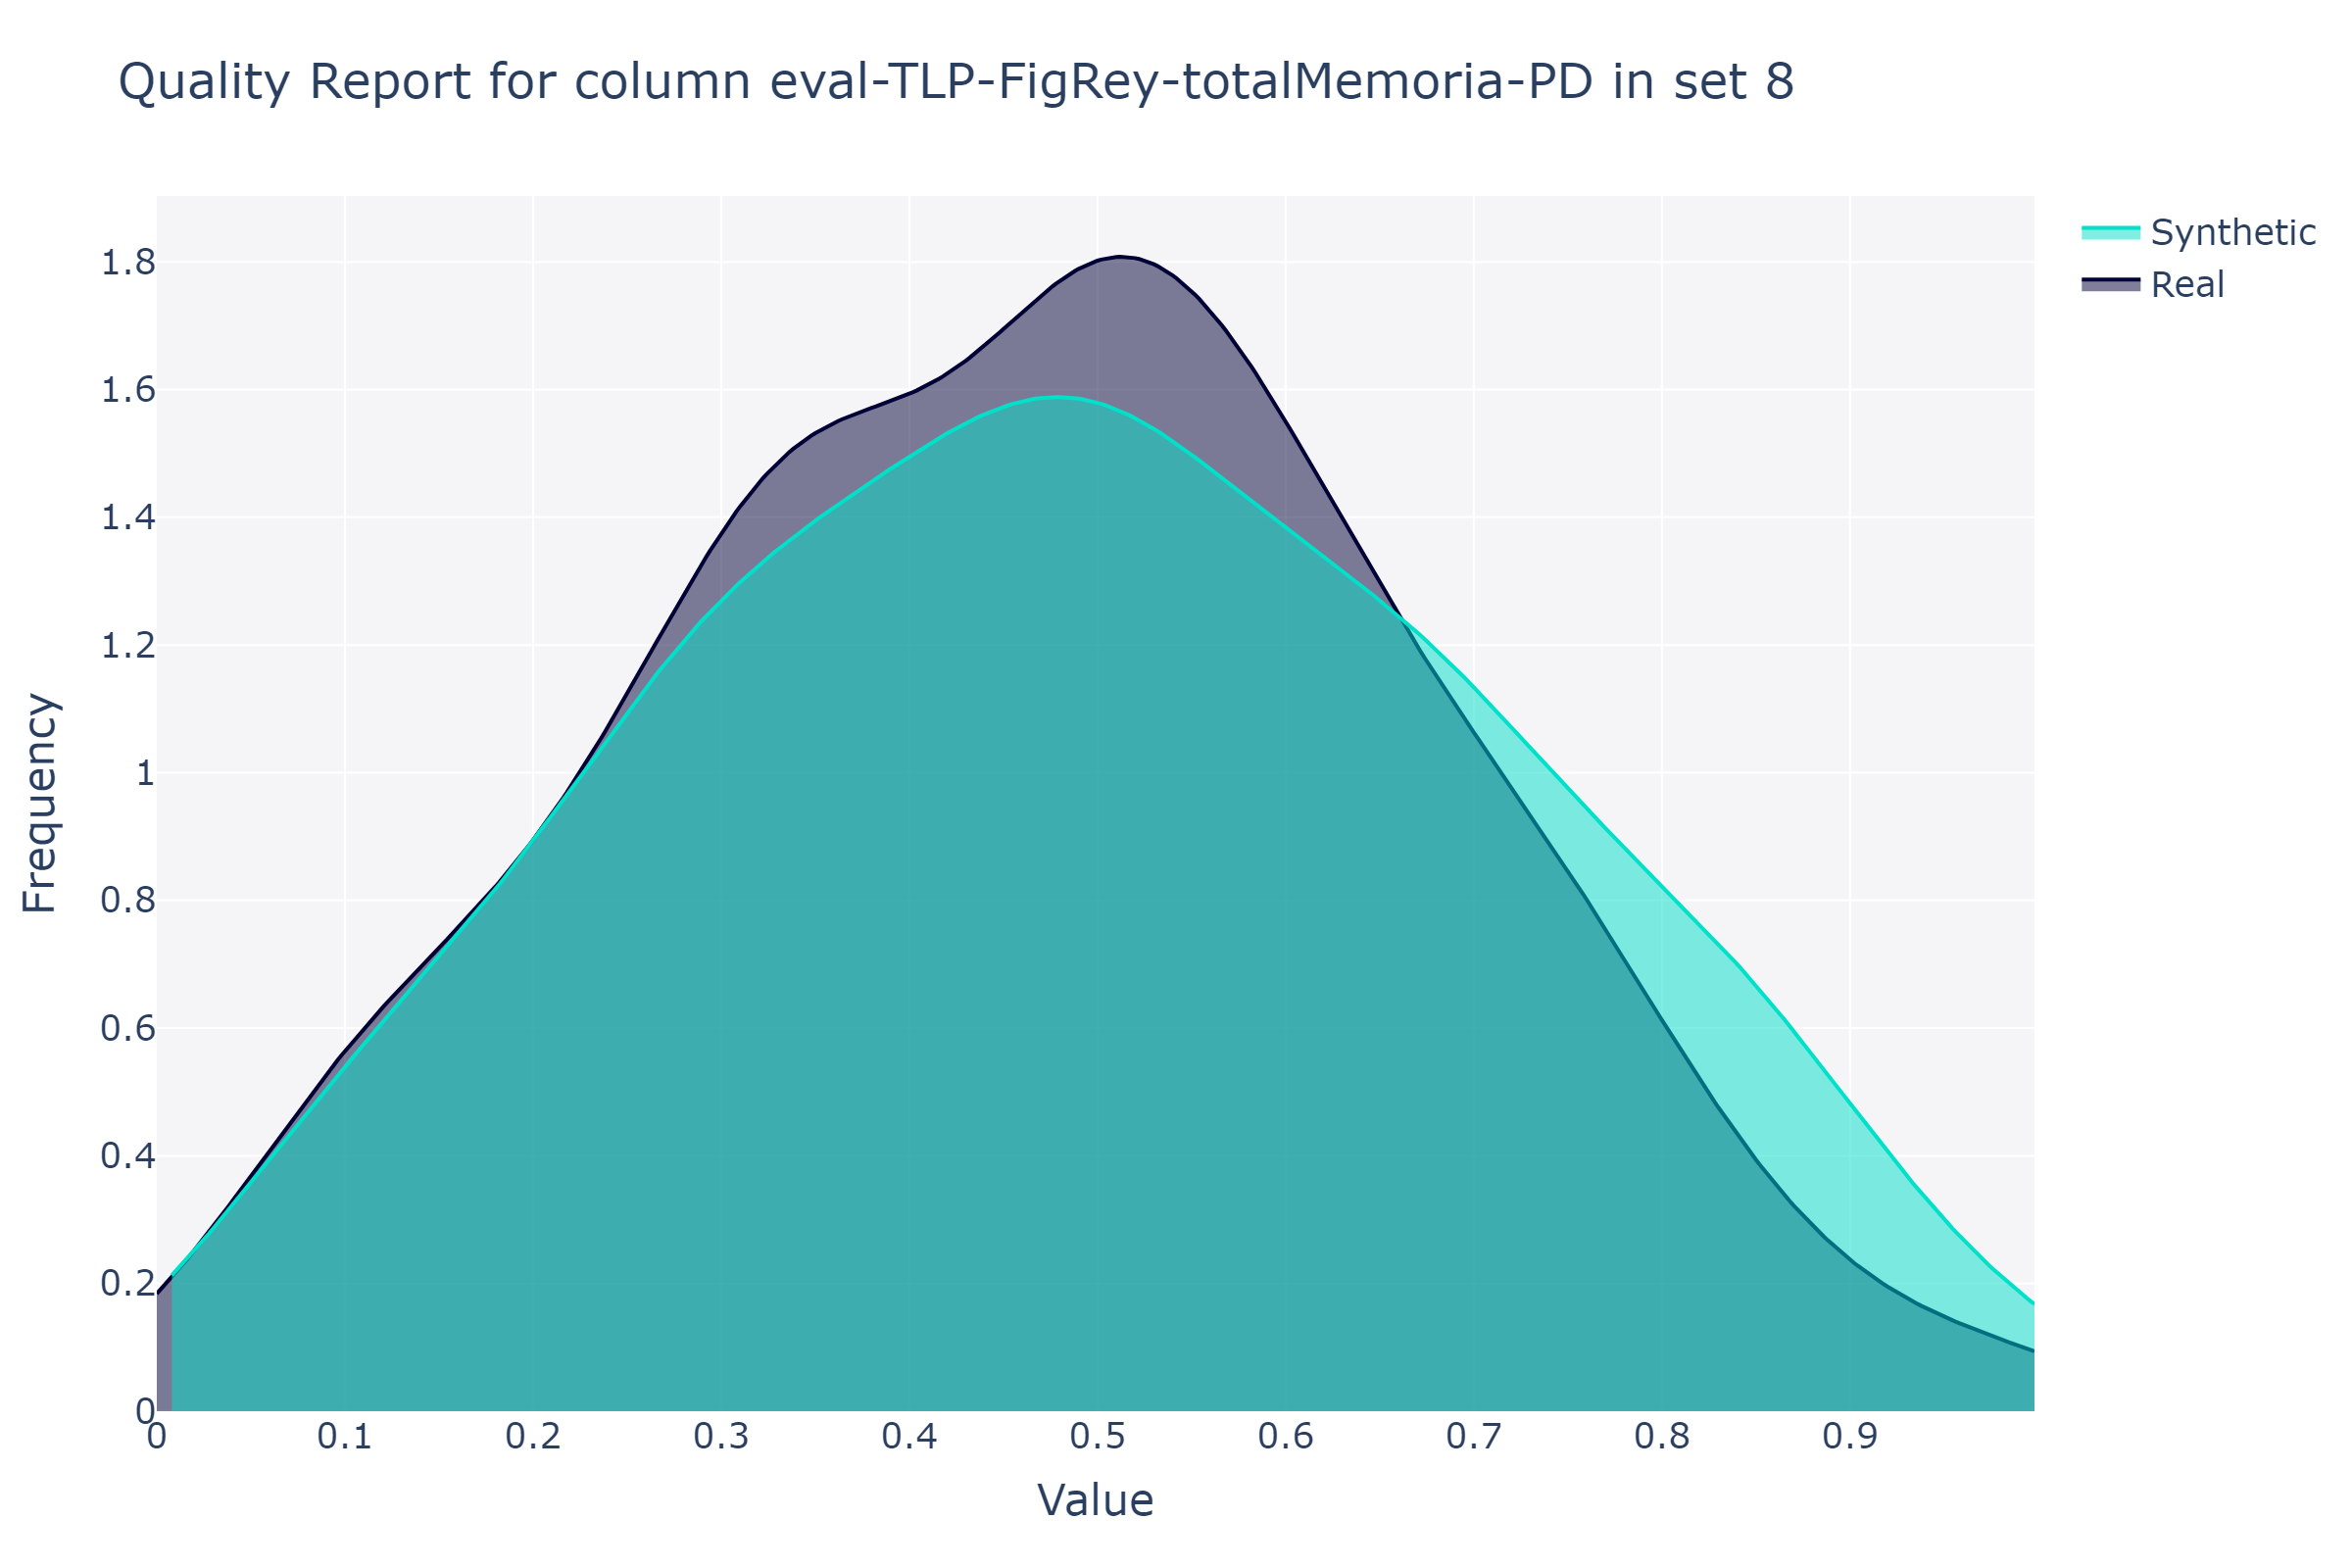 Quality Report for column eval-TLP-FigRey-totalMemoria-PD in set 8
Synthetic
Real
Frequency
1.8
1.6
1.4
1.2
1
0.8
0.6
0.4
0.2
0
0 0.1 0.2 0.3 0.4 0.5 0.6 0.7 0.8 0.9
Value